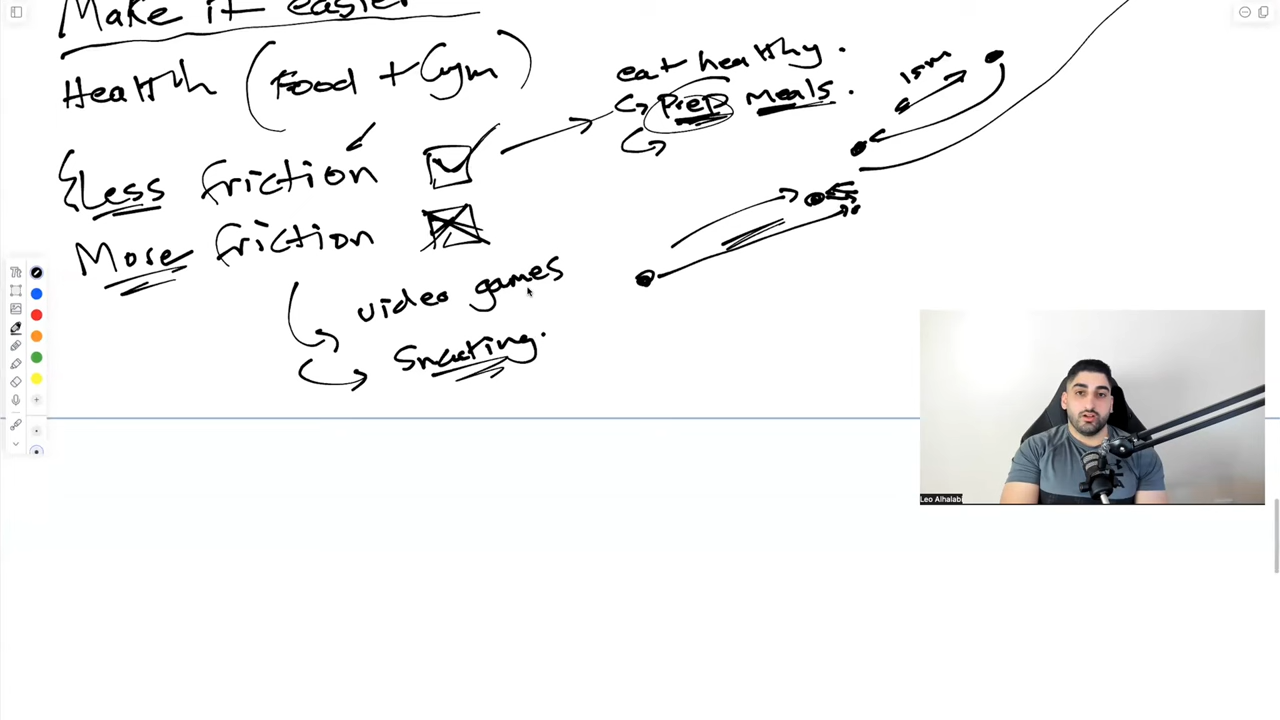 Make it easier
Health (Food + Gym)
eat healthy.
Prep Meals.
15m
Less friction
More friction
video games
Snacking.
Leo Alhalabi
Tt